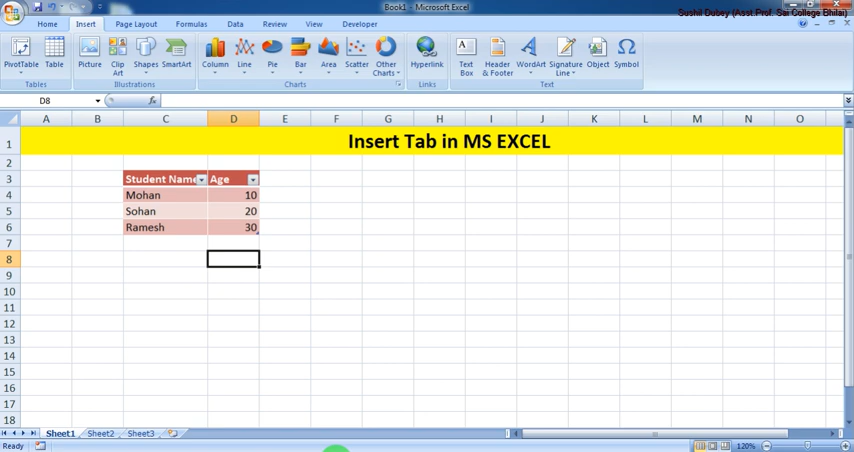 Book1 - Microsoft Excel
Sushil Dubey (Asst.Prof. Sai College Bhilai)
Home Insert Page Layout Formulas Data Review View Developer
PivotTable Table Picture Clip Art Shapes SmartArt Column Line Pie Bar Area Scatter Other Charts Hyperlink Text Box Header & Footer WordArt Signature Line Object Symbol
Tables Illustrations Charts Links Text
D8 fx
A B C D E F G H I J K L M N O
1 Insert Tab in MS EXCEL
2
3 Student Name Age
4 Mohan 10
5 Sohan 20
6 Ramesh 30
7
8
9
10
11
12
13
14
15
16
17
18
Sheet1 Sheet2 Sheet3
Ready 120%